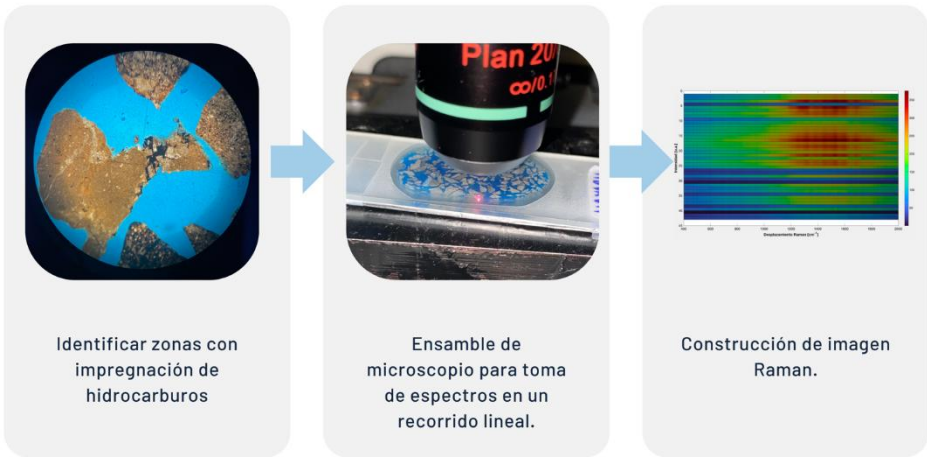 Plan 20
∞/0.1
Identificar zonas con
impregnación de
hidrocarburos
Ensamble de
microscopio para toma
de espectros en un
recorrido lineal.
Construcción de imagen
Raman.
Intensidad [u.a]
Desplazamiento Raman [cm⁻¹]